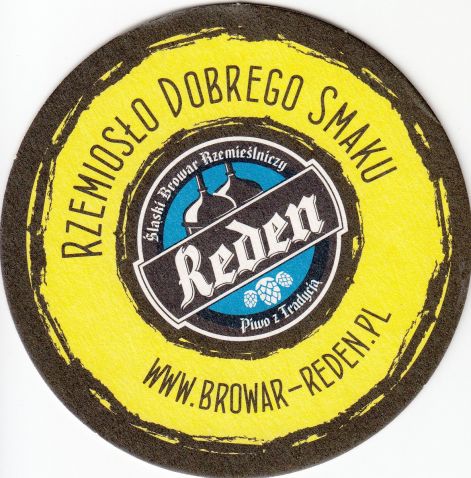 RZEMIOSŁO DOBREGO SMAKU
Śląski Browar Rzemieślniczy
Reden
Piwo z Tradycją
WWW.BROWAR-REDEN.PL